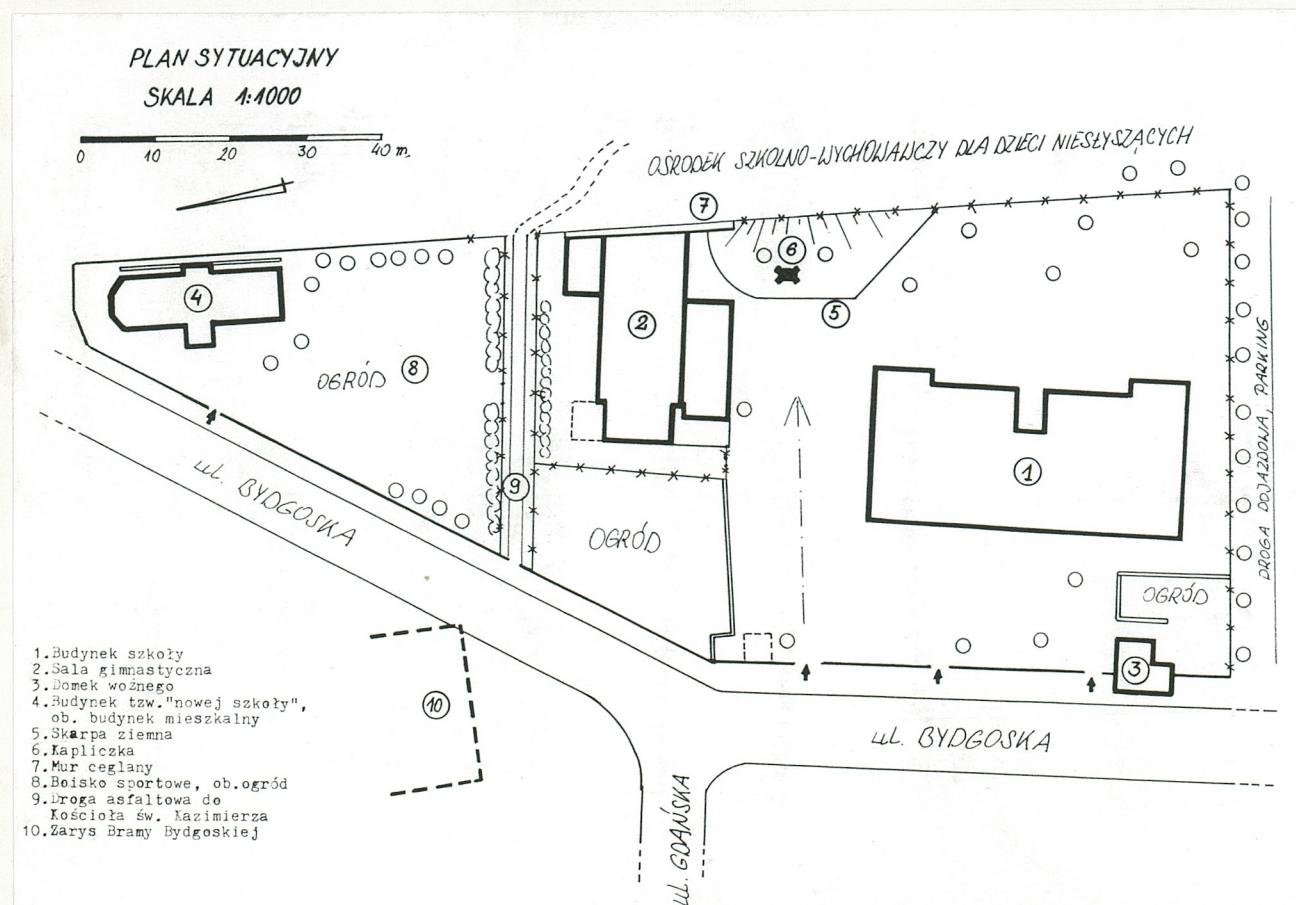 PLAN SYTUACYJNY
SKALA 1:1000
0 10 20 30 40 m.
OŚRODEK SZKOLNO-WYCHOWAWCZY DLA DZIECI NIESŁYSZĄCYCH
7
6
4
5
2
OGRÓD 8
DROGA DOJAZDOWA, PARKING
1
9
ul. BYDGOSKA
OGRÓD
OGRÓD
3
10
ul. BYDGOSKA
ul. GDAŃSKA
1.Budynek szkoły
2.Sala gimnastyczna
3.Domek woźnego
4.Budynek tzw."nowej szkoły",
ob. budynek mieszkalny
5.Skarpa ziemna
6.Kapliczka
7.Mur ceglany
8.Boisko sportowe, ob.ogród
9.Droga asfaltowa do
Kościoła św. Kazimierza
10.Zarys Bramy Bydgoskiej